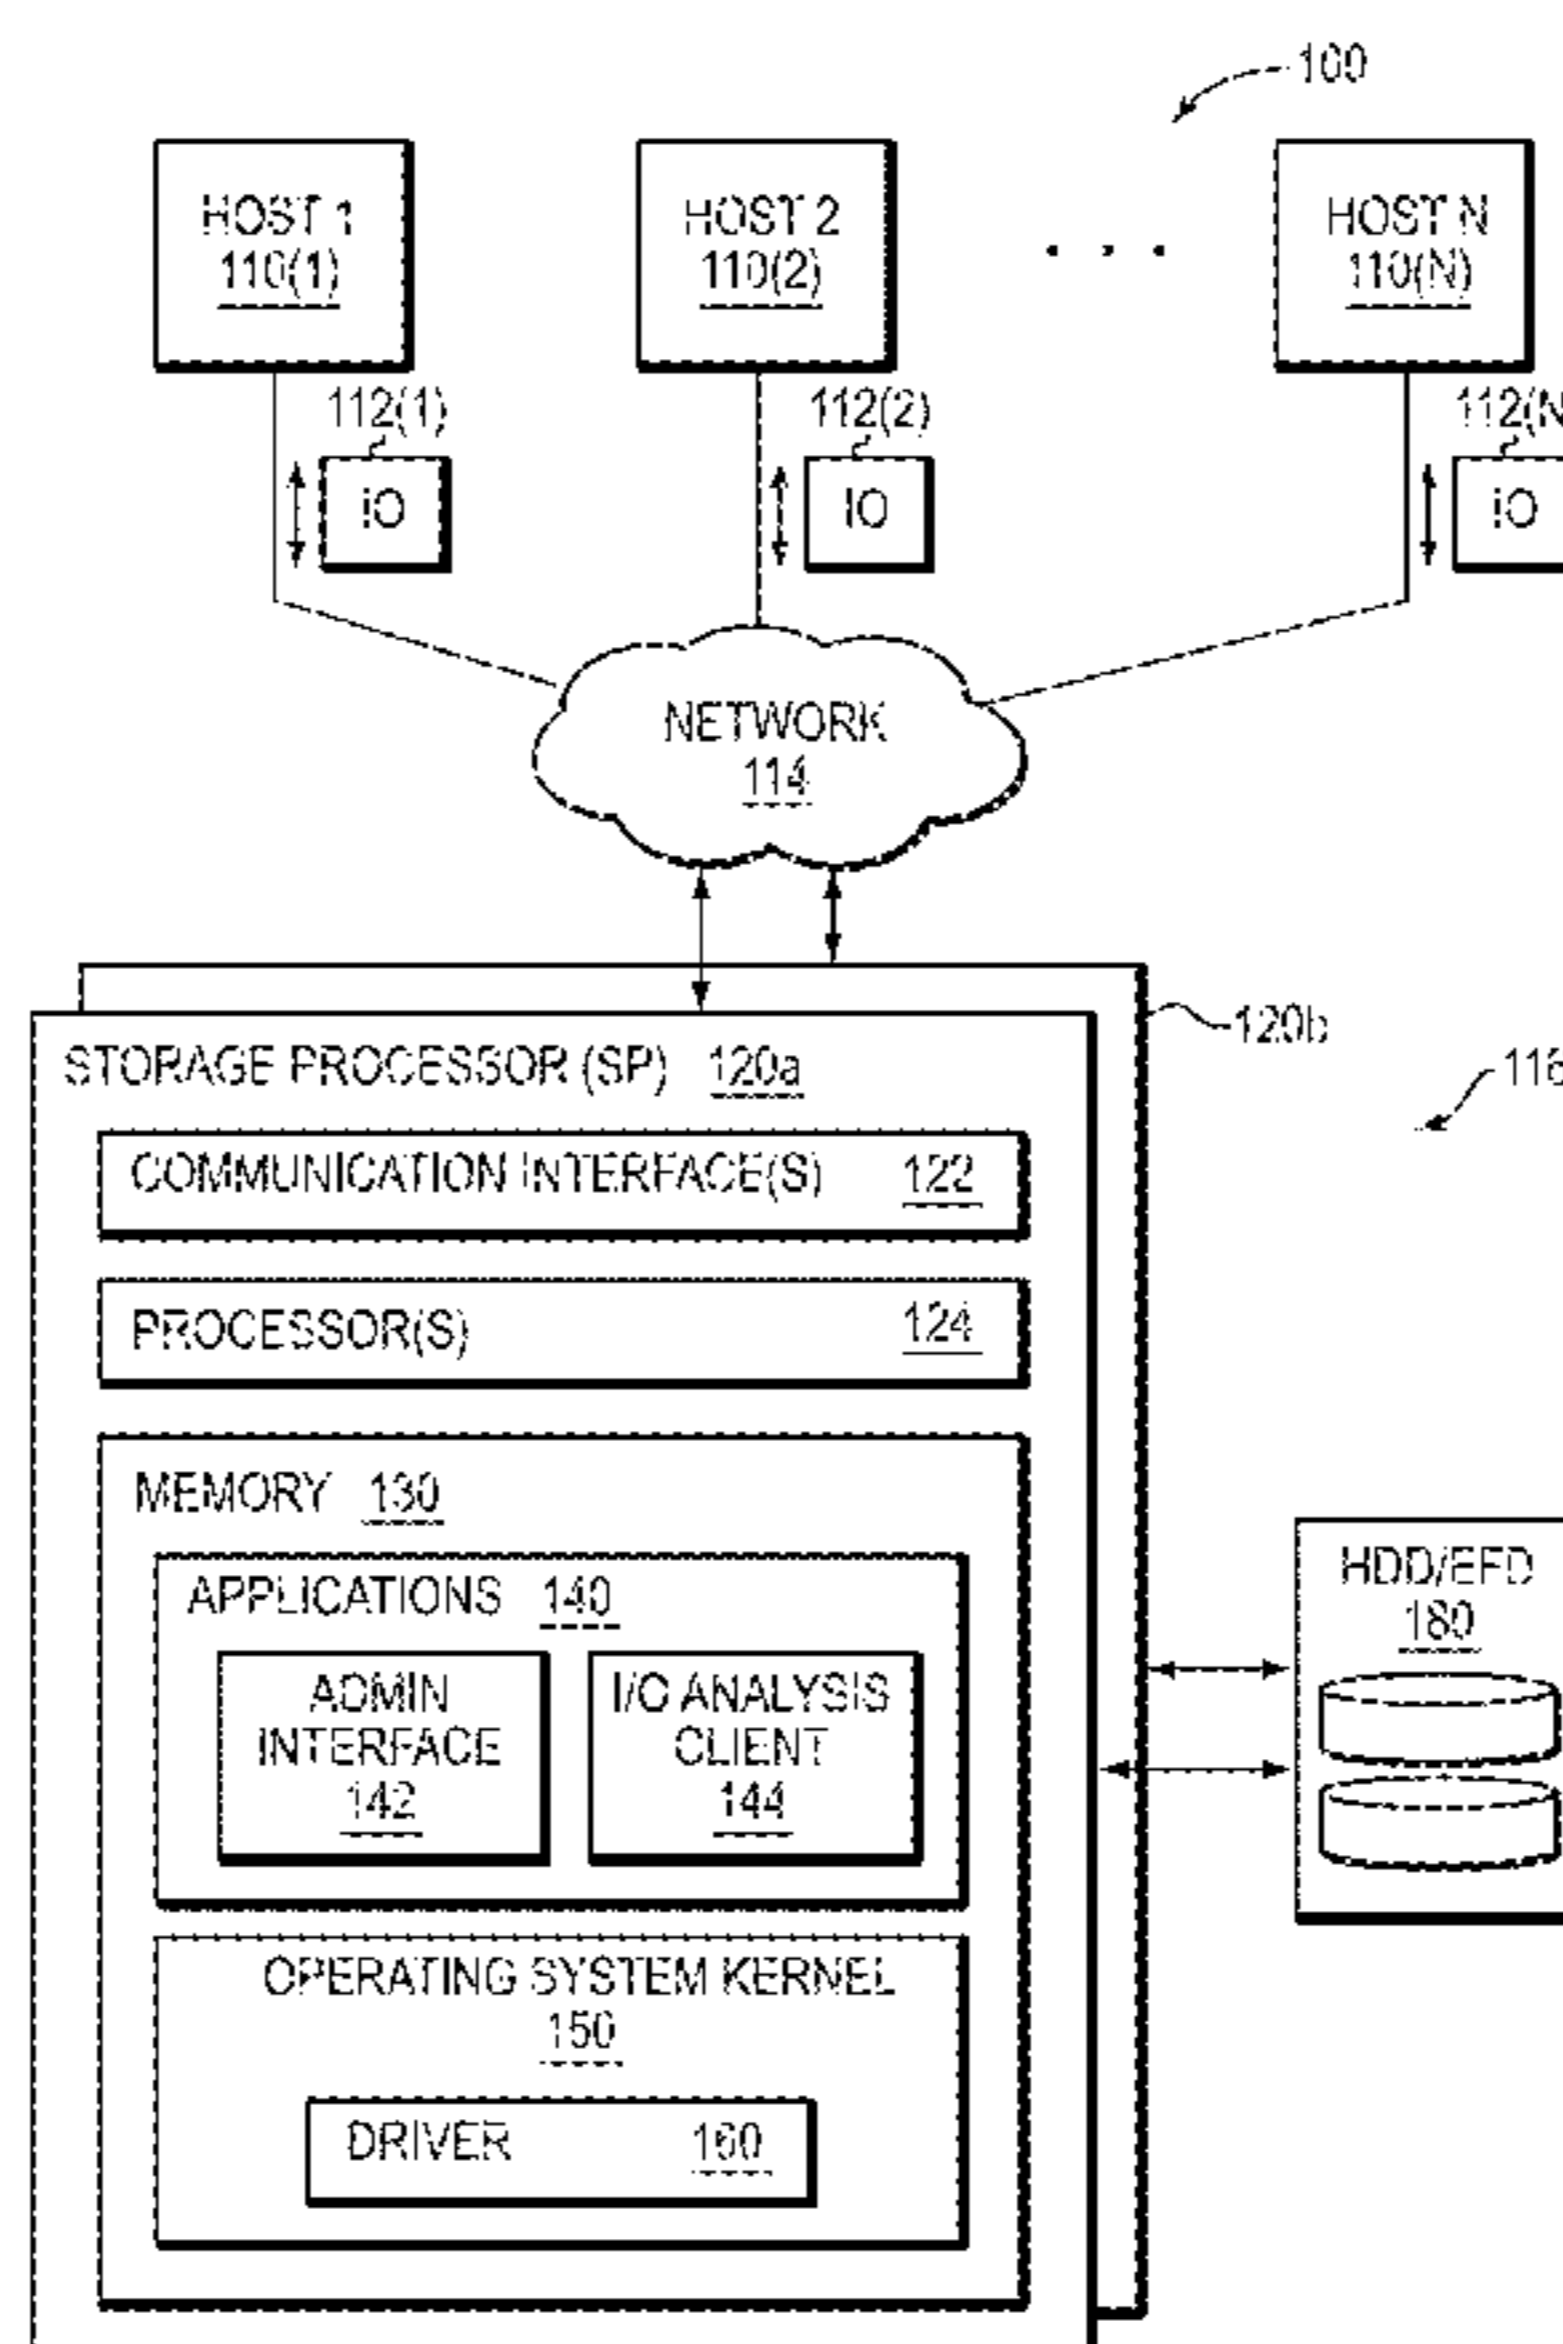 100
HOST 1
110(1)
HOST 2
110(2)
. . .
HOST N
110(N)
112(1)
IO
112(2)
IO
112(N
IO
NETWORK
114
120b
116
STORAGE PROCESSOR (SP) 120a
COMMUNICATION INTERFACE(S) 122
PROCESSOR(S) 124
MEMORY 130
APPLICATIONS 140
ADMIN
INTERFACE
142
I/O ANALYSIS
CLIENT
144
HDD/EFD
180
OPERATING SYSTEM KERNEL
150
DRIVER 160